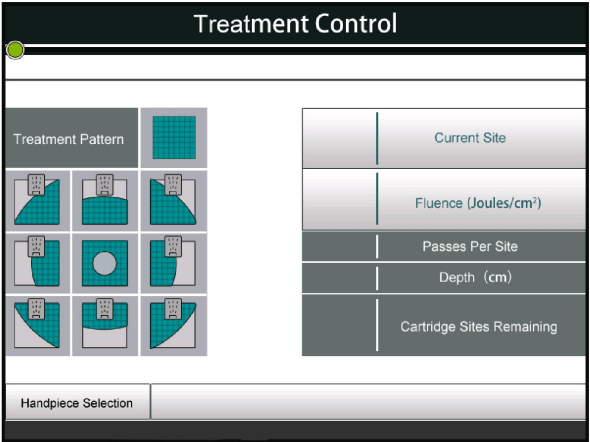 Treatment Control
Treatment Pattern
Current Site
Fluence (Joules/cm²)
Passes Per Site
Depth (cm)
Cartridge Sites Remaining
Handpiece Selection